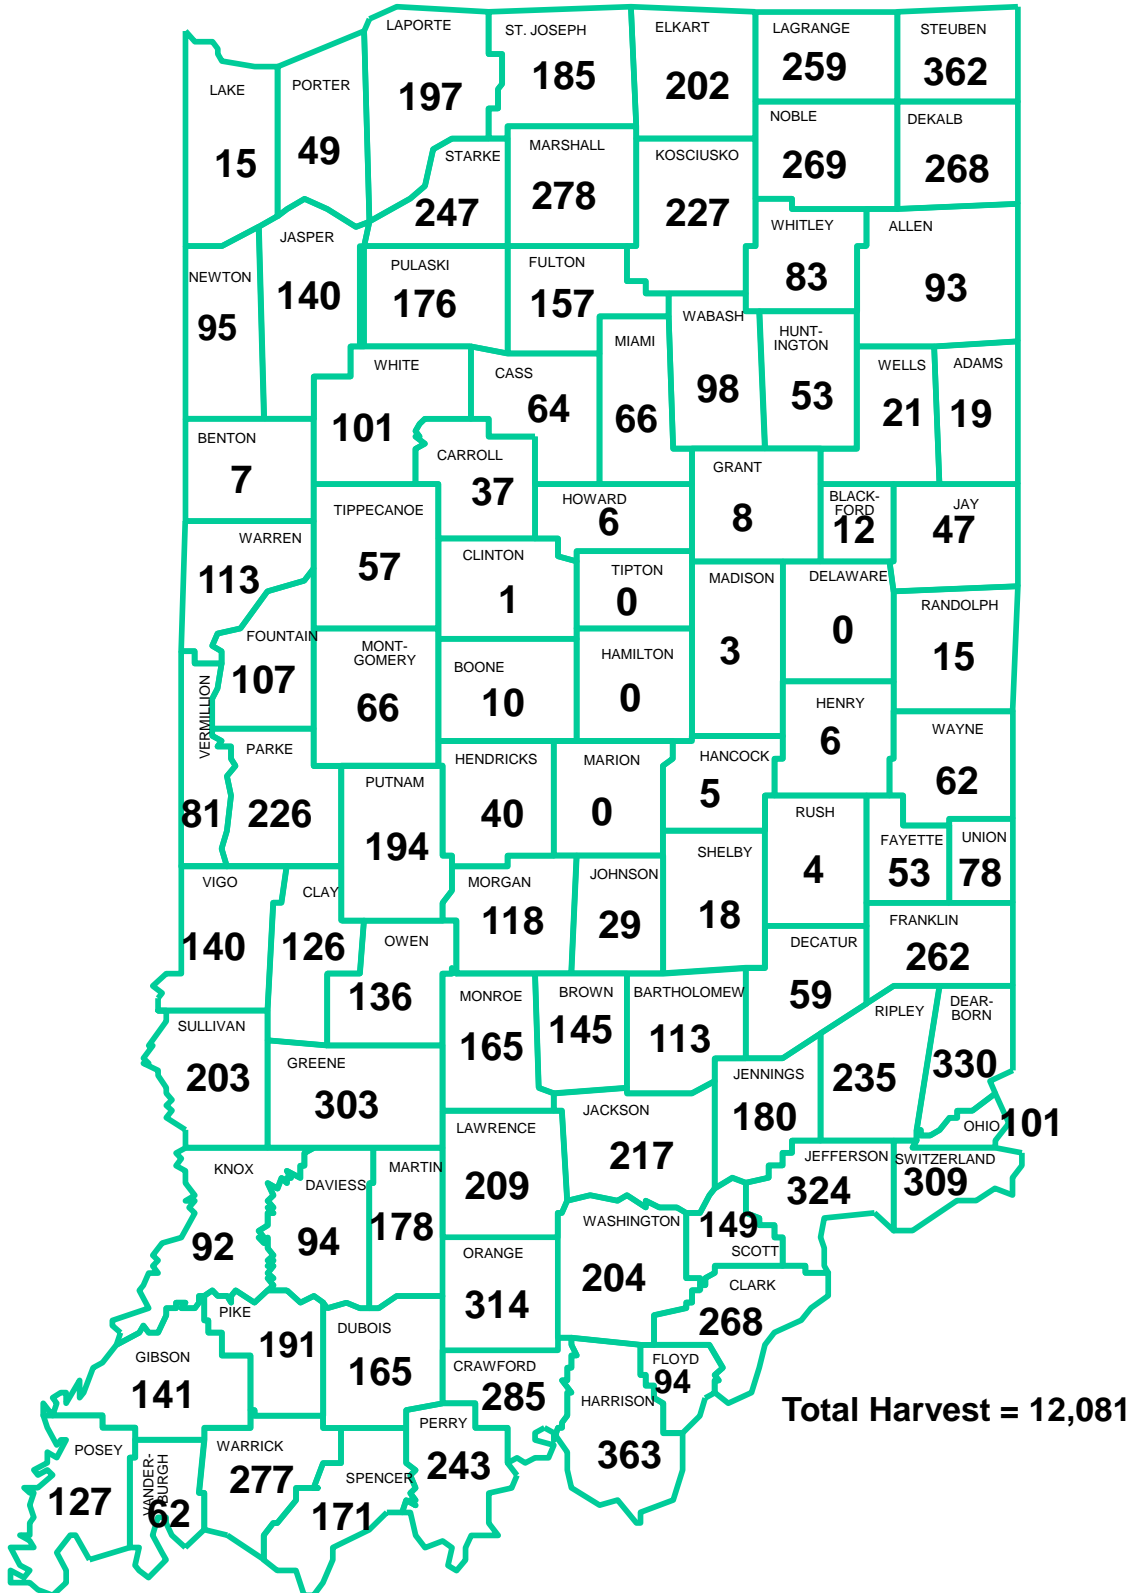 LAPORTE
197
ST. JOSEPH
185
ELKART
202
LAGRANGE
259
STEUBEN
362
LAKE
15
PORTER
49
NOBLE
269
DEKALB
268
STARKE
247
MARSHALL
278
KOSCIUSKO
227
WHITLEY
83
ALLEN
93
JASPER
140
NEWTON
95
PULASKI
176
FULTON
157
WABASH
98
HUNT-
INGTON
53
MIAMI
66
WHITE
101
CASS
64
WELLS
21
ADAMS
19
BENTON
7
CARROLL
37
GRANT
8
HOWARD
6
BLACK-
FORD
12
JAY
47
TIPPECANOE
57
WARREN
113
CLINTON
1
TIPTON
0
MADISON
3
DELAWARE
0
RANDOLPH
15
FOUNTAIN
107
MONT-
GOMERY
66
BOONE
10
HAMILTON
0
HENRY
6
VERMILLION
81
PARKE
226
PUTNAM
194
HENDRICKS
40
MARION
0
HANCOCK
5
WAYNE
62
RUSH
4
FAYETTE
53
UNION
78
SHELBY
18
VIGO
140
CLAY
126
MORGAN
118
JOHNSON
29
OWEN
136
DECATUR
59
FRANKLIN
262
MONROE
165
BROWN
145
BARTHOLOMEW
113
RIPLEY
235
DEAR-
BORN
330
SULLIVAN
203
GREENE
303
JENNINGS
180
OHIO
101
JACKSON
217
LAWRENCE
209
JEFFERSON
324
SWITZERLAND
309
KNOX
92
DAVIESS
94
MARTIN
178
WASHINGTON
204
149
SCOTT
ORANGE
314
CLARK
268
PIKE
191
DUBOIS
165
GIBSON
141
CRAWFORD
285
FLOYD
94
HARRISON
363
Total Harvest = 12,081
PERRY
243
POSEY
127
VANDER-
BURGH
62
WARRICK
277
SPENCER
171